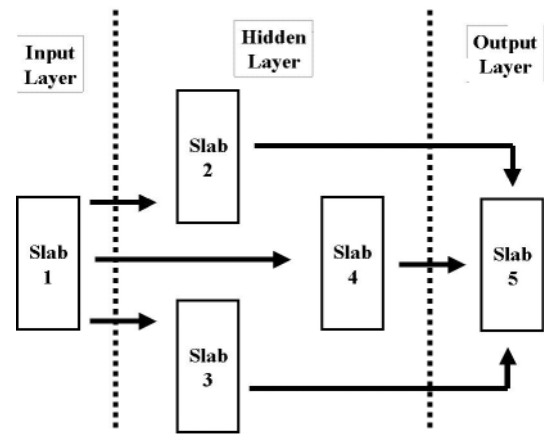 Input
Layer
Hidden
Layer
Output
Layer
Slab
1
Slab
2
Slab
3
Slab
4
Slab
5